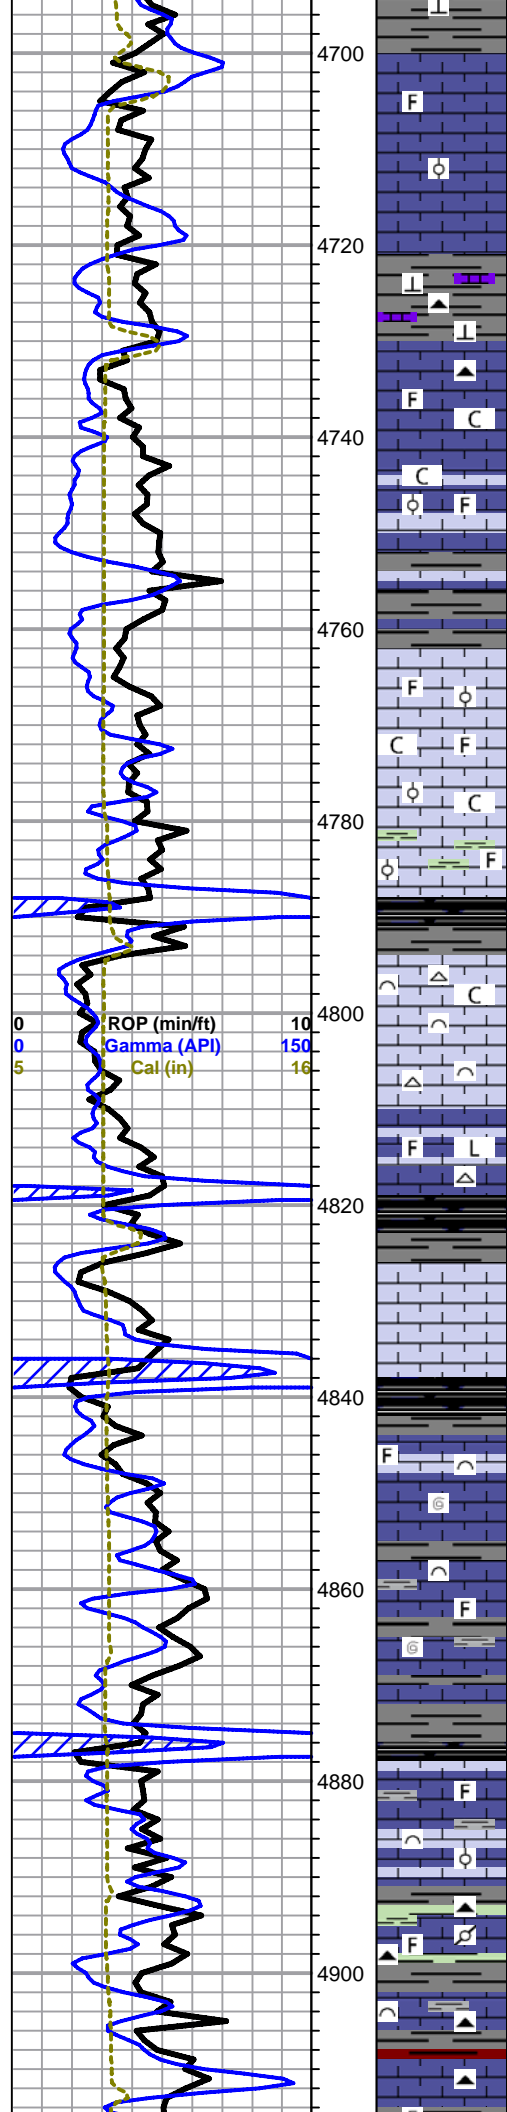 4700
F
4720
F
C
4740
C
F
4760
F
C F
C
4780
F
C
4800
0 ROP (min/ft) 10
0 Gamma (API) 150
5 Cal (in) 16
F L
4820
4840
F
4860
F
4880
F
F
4900
F